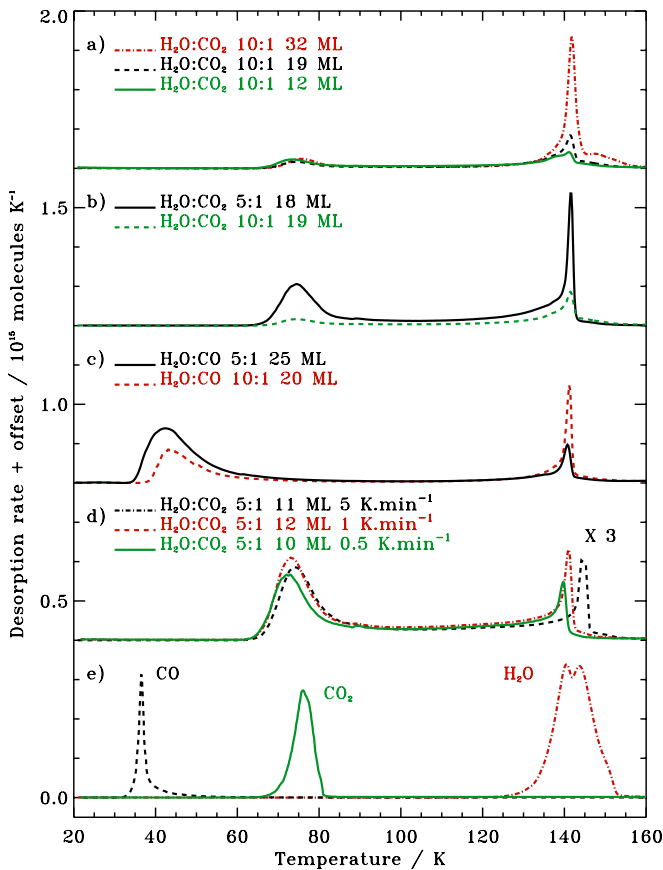 2.0
a) H₂O:CO₂ 10:1 32 ML
H₂O:CO₂ 10:1 19 ML
H₂O:CO₂ 10:1 12 ML
1.5
b) H₂O:CO₂ 5:1 18 ML
H₂O:CO₂ 10:1 19 ML
c) H₂O:CO 5:1 25 ML
H₂O:CO 10:1 20 ML
1.0
d) H₂O:CO₂ 5:1 11 ML 5 K.min⁻¹
H₂O:CO₂ 5:1 12 ML 1 K.min⁻¹
H₂O:CO₂ 5:1 10 ML 0.5 K.min⁻¹
X 3
0.5
e) CO
CO₂
H₂O
0.0
20 40 60 80 100 120 140 160
Temperature / K
Desorption rate + offset / 10¹⁵ molecules K⁻¹